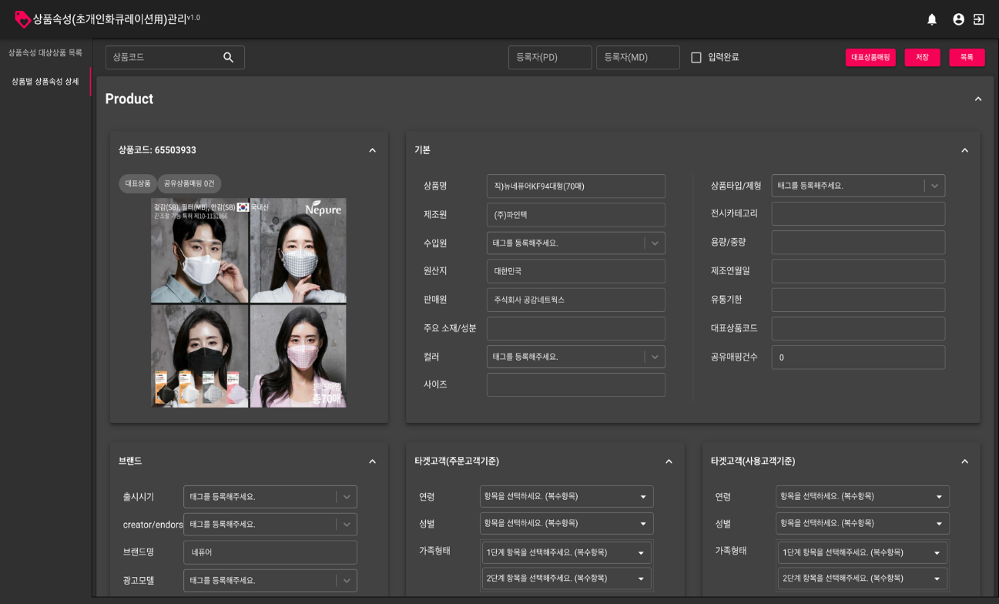 상품속성(초개인화큐레이션用)관리v1.0
상품속성 대상상품 목록
상품별 상품속성 상세
상품코드
등록자(PD)
등록자(MD)
입력완료
대표상품매핑
저장
목록
Product
상품코드: 65503933
대표상품
공유상품매핑 0건
겉감(SB), 필터(MB), 안감(SB) 국내산
끈조절 기능 특허 제10-1131866
Nepure
총70매
기본
상품명
직)뉴네퓨어KF94대형(70매)
제조원
(주)파인텍
수입원
태그를 등록해주세요.
원산지
대한민국
판매원
주식회사 공감네트웍스
주요 소재/성분
컬러
태그를 등록해주세요.
사이즈
상품타입/제형
태그를 등록해주세요.
전시카테고리
용량/중량
제조연월일
유통기한
대표상품코드
공유매핑건수
0
브랜드
출시시기
태그를 등록해주세요.
creator/endors
태그를 등록해주세요.
브랜드명
네퓨어
광고모델
태그를 등록해주세요.
타겟고객(주문고객기준)
연령
항목을 선택하세요. (복수항목)
성별
항목을 선택하세요. (복수항목)
가족형태
1단계 항목을 선택해주세요. (복수항목)
2단계 항목을 선택해주세요. (복수항목)
타겟고객(사용고객기준)
연령
항목을 선택하세요. (복수항목)
성별
항목을 선택하세요. (복수항목)
가족형태
1단계 항목을 선택해주세요. (복수항목)
2단계 항목을 선택해주세요. (복수항목)